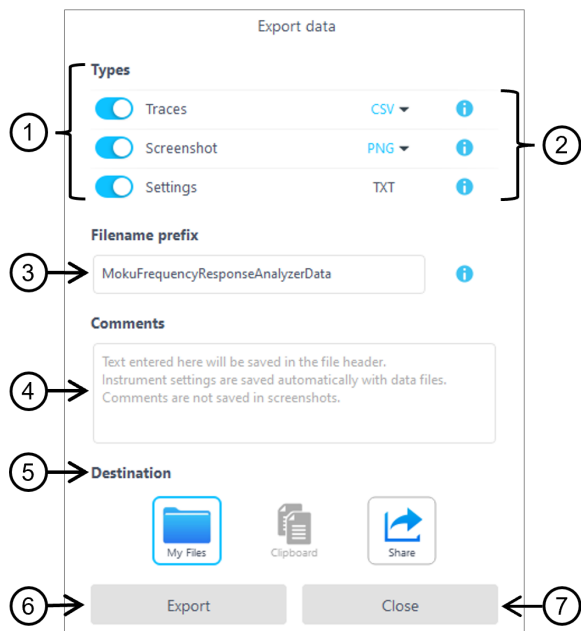 Export data
Types
1
Traces CSV
2
Screenshot PNG
Settings TXT
Filename prefix
3
MokuFrequencyResponseAnalyzerData
Comments
4
Text entered here will be saved in the file header.
Instrument settings are saved automatically with data files.
Comments are not saved in screenshots.
5
Destination
My Files Clipboard Share
6
Export Close
7